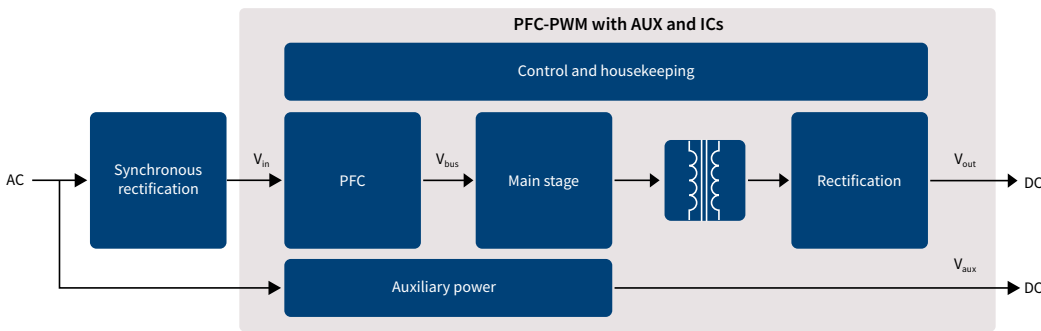 PFC-PWM with AUX and ICs
Control and housekeeping
AC
Synchronous
rectification
Vin
PFC
Vbus
Main stage
Rectification
Vout
DC
Auxiliary power
Vaux
DC